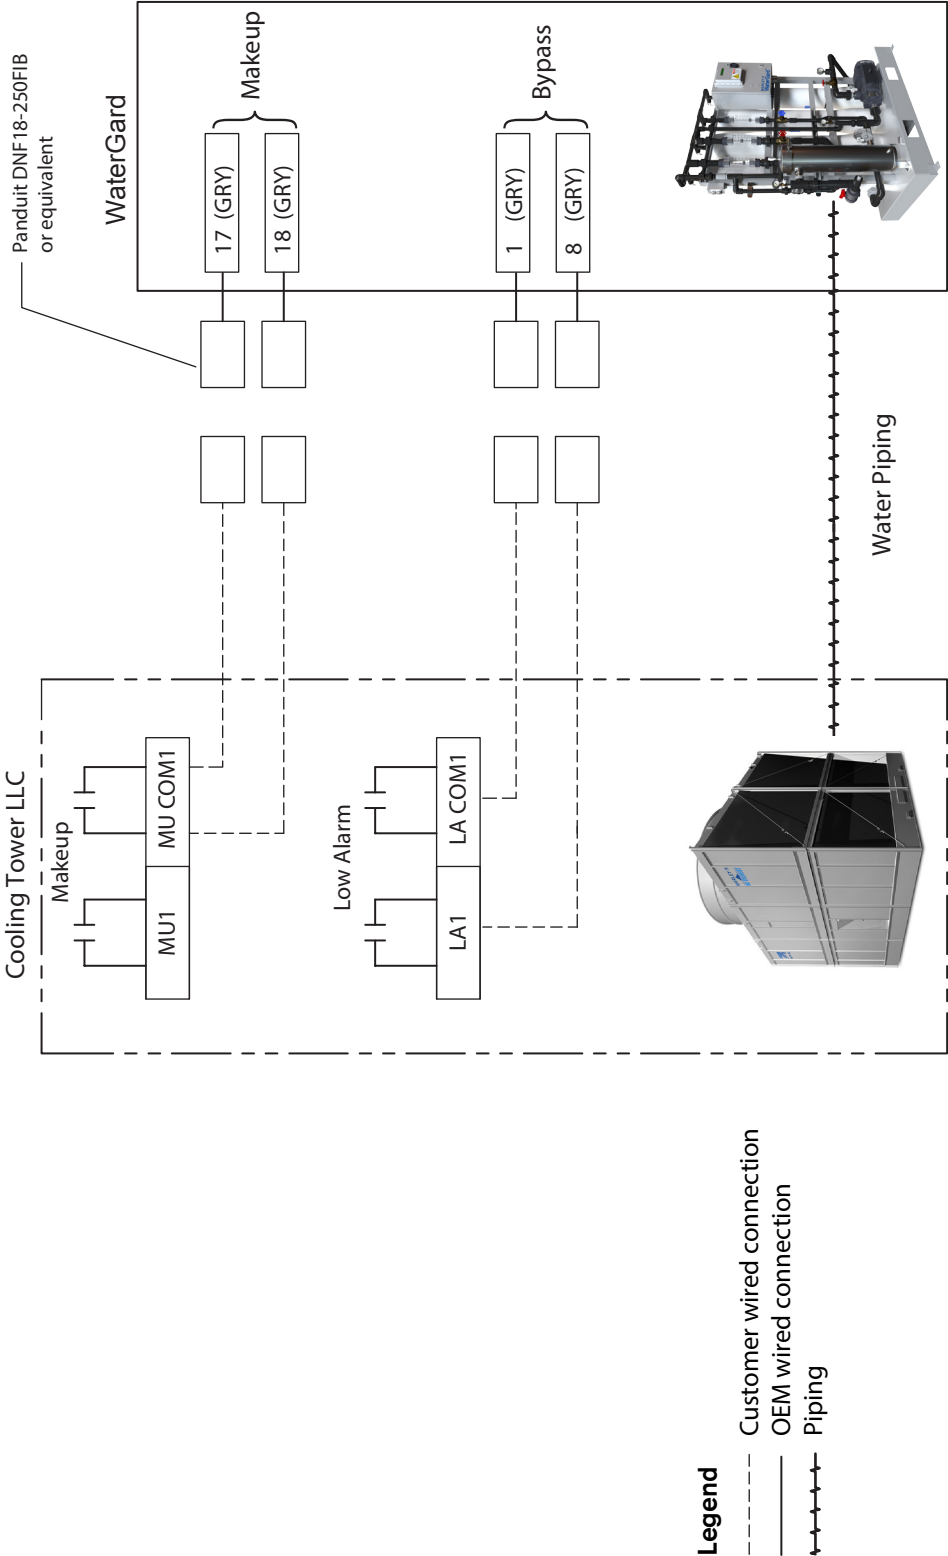 Panduit DNF18-250FIB
or equivalent
WaterGard
17 (GRY)
18 (GRY)
Makeup
1 (GRY)
8 (GRY)
Bypass
Cooling Tower LLC
Makeup
MU1
MU COM1
Low Alarm
LA1
LA COM1
Water Piping
Legend
Customer wired connection
OEM wired connection
Piping